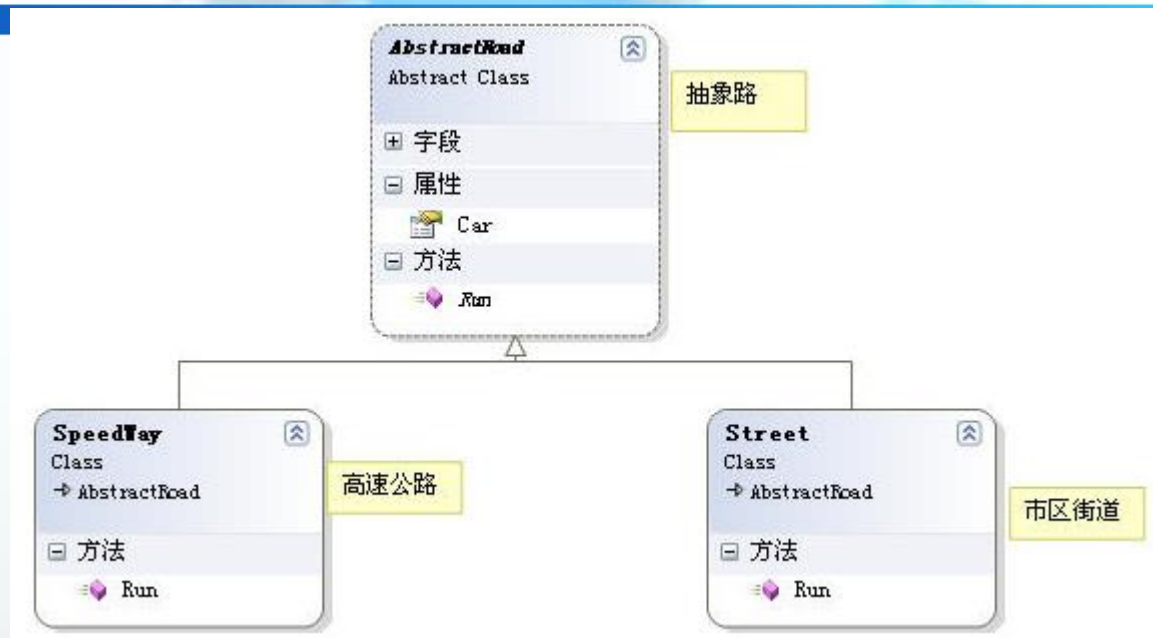 AbstractRoad
Abstract Class
抽象路
字段
属性
Car
方法
Run
SpeedWay
Class
AbstractRoad
高速公路
方法
Run
Street
Class
AbstractRoad
市区街道
方法
Run